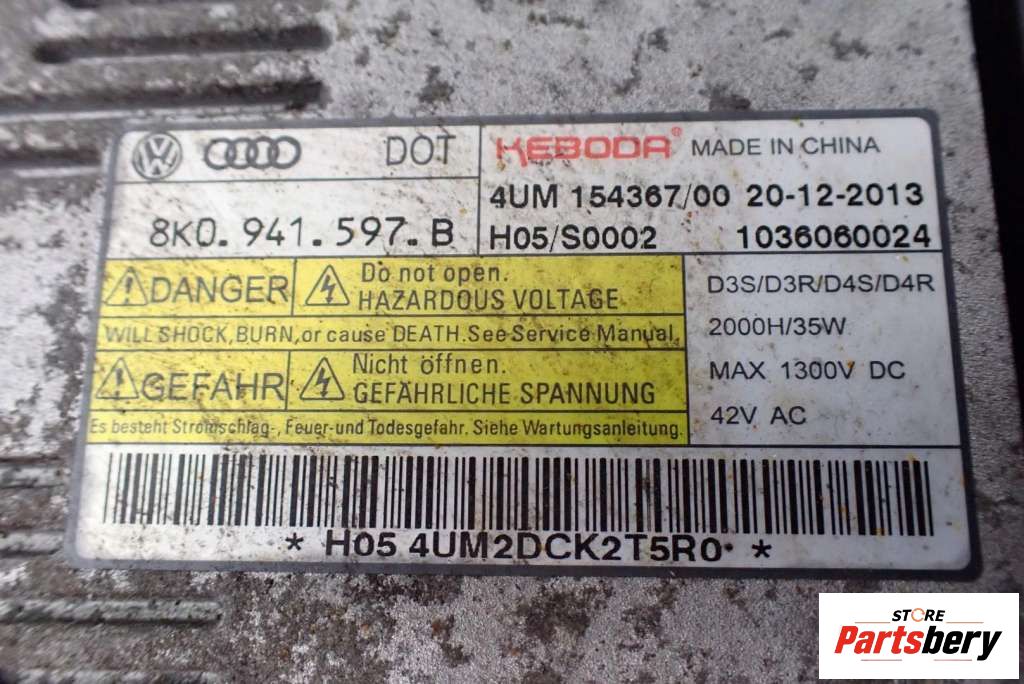 VW DOT
8K0.941.597.B
KEBODA® MADE IN CHINA
4UM 154367/00 20-12-2013
H05/S0002 1036060024
DANGER
Do not open.
HAZARDOUS VOLTAGE
WILL SHOCK, BURN, or cause DEATH. See Service Manual.
GEFAHR
Nicht öffnen.
GEFÄHRLICHE SPANNUNG
Es besteht Stromschlag-, Feuer-und Todesgefahr. Siehe Wartungsanleitung.
D3S/D3R/D4S/D4R
2000H/35W
MAX 1300V DC
42V AC
* H05 4UM2DCK2T5R0 *
STORE
Partsbery